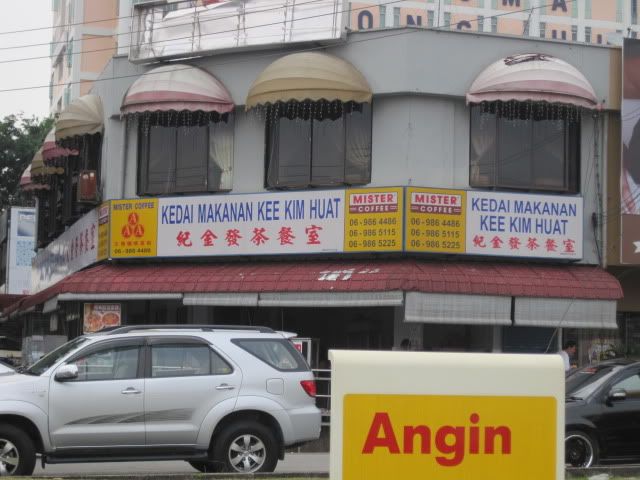 MISTER COFFEE
AAA
06-986 4486
KEDAI MAKANAN KEE KIM HUAT
紀金發茶餐室
MISTER
COFFEE
06-986 4486
06-986 5115
06-986 5225
MISTER
COFFEE
06-986 4486
06-986 5115
06-986 5225
KEDAI MAKANAN
KEE KIM HUAT
紀金發茶餐室
Angin